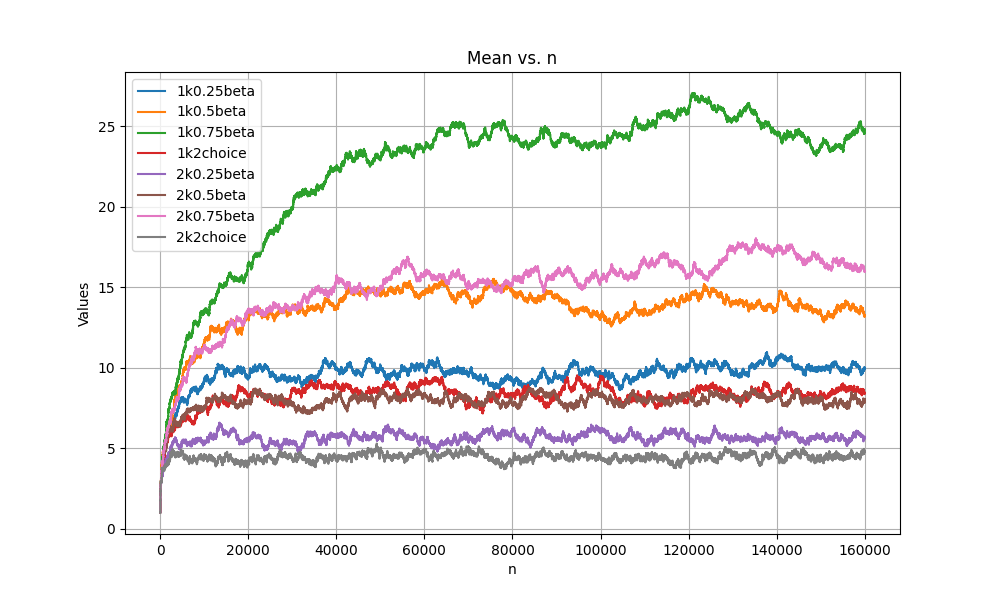 Mean vs. n
1k0.25beta
1k0.5beta
1k0.75beta
1k2choice
2k0.25beta
2k0.5beta
2k0.75beta
2k2choice
Values
25
20
15
10
5
0
0 20000 40000 60000 80000 100000 120000 140000 160000
n